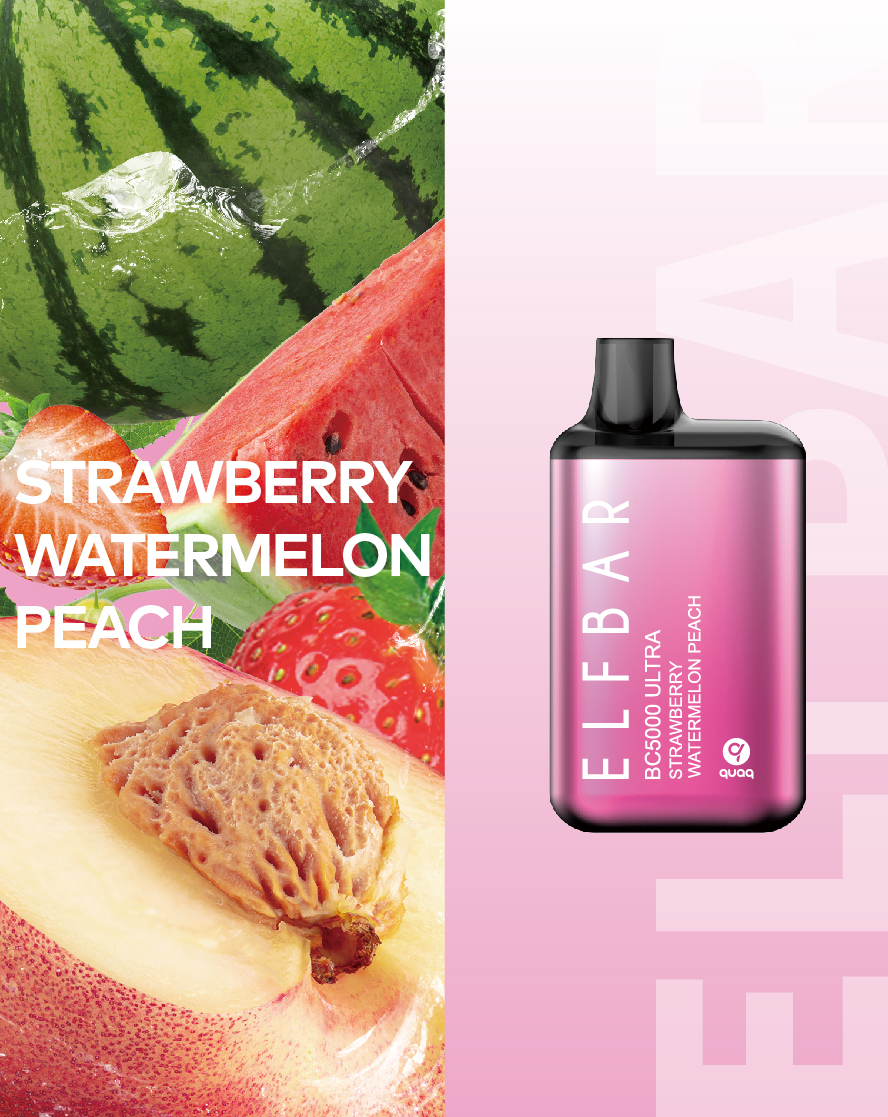 STRAWBERRY
WATERMELON
PEACH
ELFBAR
BC5000 ULTRA
STRAWBERRY
WATERMELON PEACH
QUAQ
ELFBAR